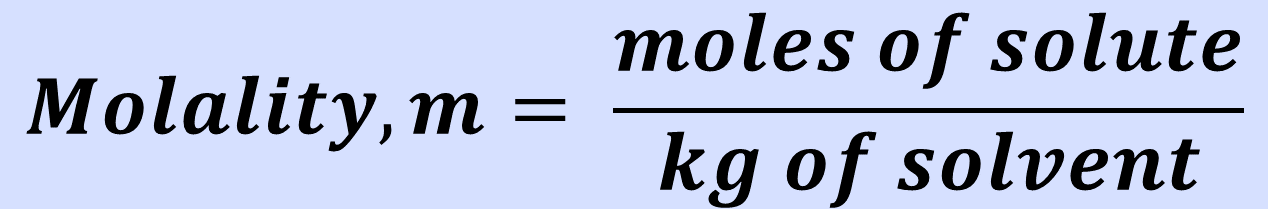 Molality, m = moles of solute / kg of solvent